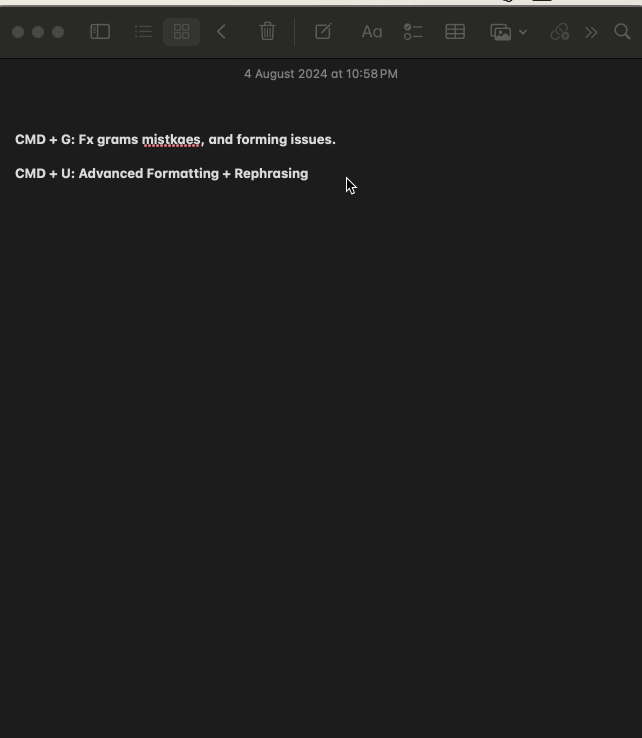 Aa
4 August 2024 at 10:58 PM
CMD + G: Fx grams mistkaes, and forming issues.
CMD + U: Advanced Formatting + Rephrasing